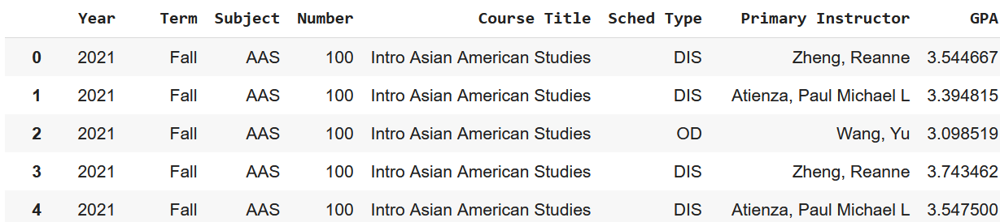 Year Term Subject Number Course Title Sched Type Primary Instructor GPA
0 2021 Fall AAS 100 Intro Asian American Studies DIS Zheng, Reanne 3.544667
1 2021 Fall AAS 100 Intro Asian American Studies DIS Atienza, Paul Michael L 3.394815
2 2021 Fall AAS 100 Intro Asian American Studies OD Wang, Yu 3.098519
3 2021 Fall AAS 100 Intro Asian American Studies DIS Zheng, Reanne 3.743462
4 2021 Fall AAS 100 Intro Asian American Studies DIS Atienza, Paul Michael L 3.547500